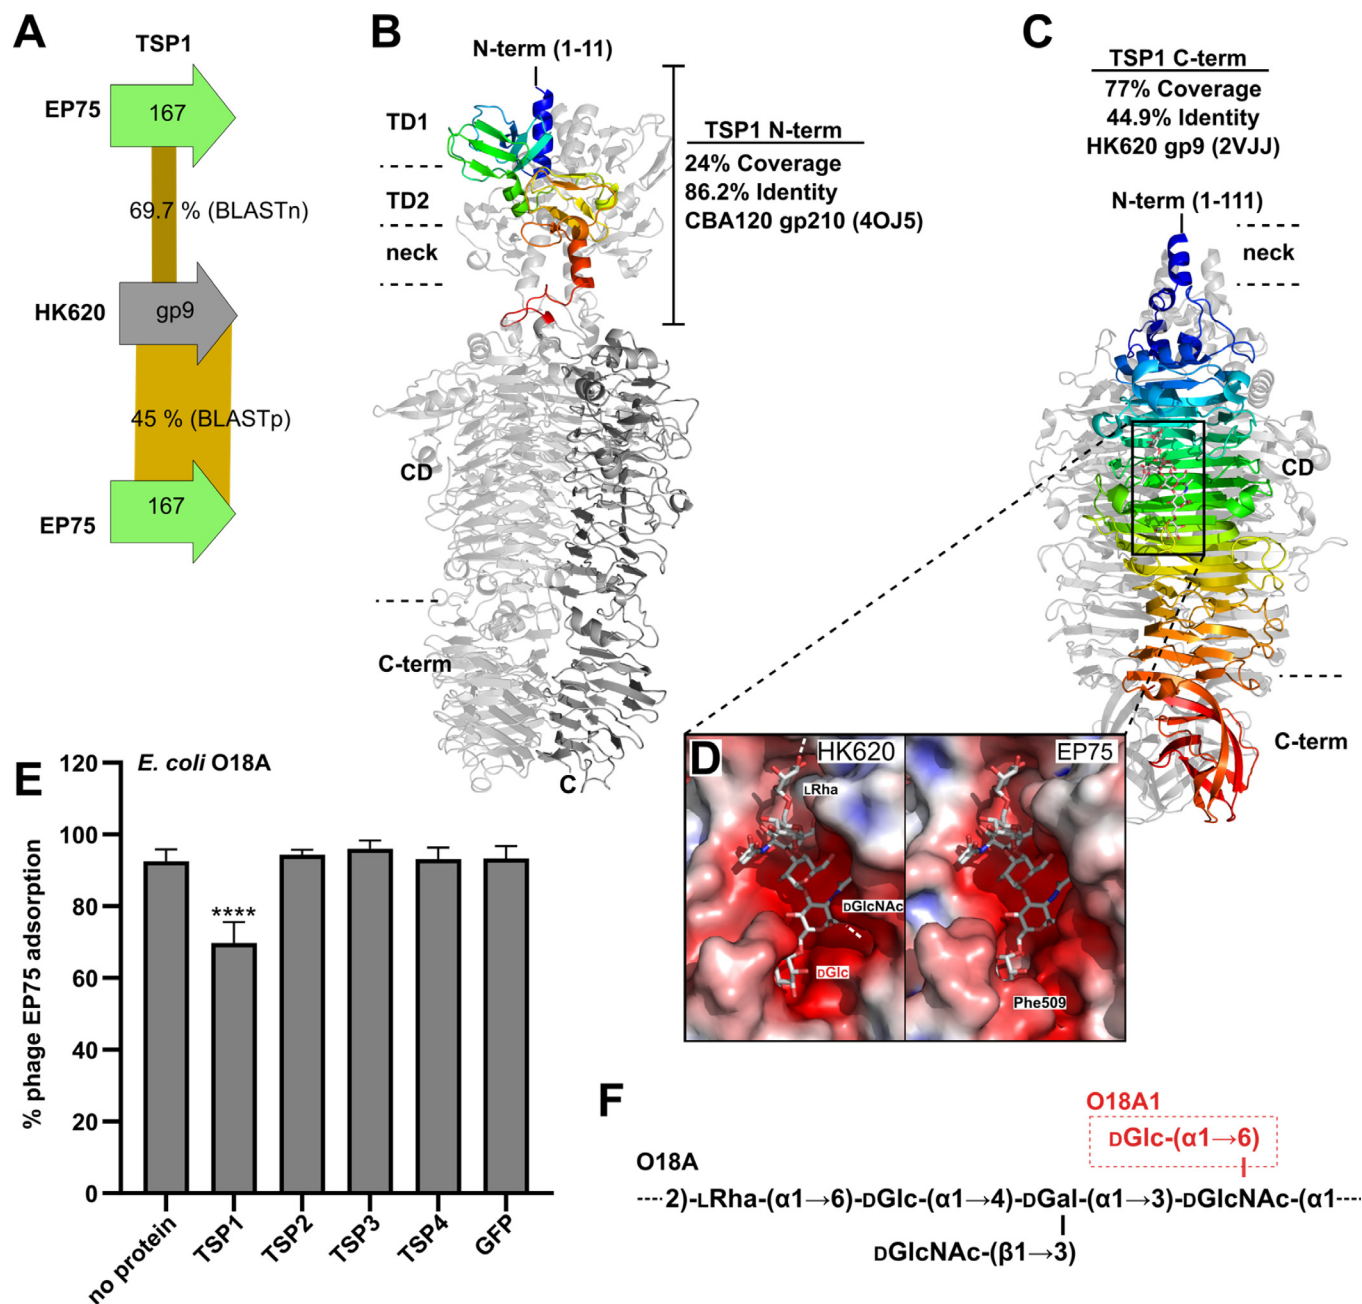 A
TSP1
EP75
167
69.7 % (BLASTn)
HK620
gp9
45 % (BLASTp)
EP75
167
B
N-term (1-11)
TD1
TD2
neck
TSP1 N-term
24% Coverage
86.2% Identity
CBA120 gp210 (4OJ5)
CD
C-term
C
C
TSP1 C-term
77% Coverage
44.9% Identity
HK620 gp9 (2VJJ)
N-term (1-111)
neck
CD
C-term
D
HK620
EP75
LRha
DGlcNAc
DGlc
Phe509
E
E. coli O18A
% phage EP75 adsorption
120
100
80
60
40
20
0
****
no protein
TSP1
TSP2
TSP3
TSP4
GFP
F
O18A1
DGlc-(α1→6)
O18A
2)-LRha-(α1→6)-DGlc-(α1→4)-DGal-(α1→3)-DGlcNAc-(α1
DGlcNAc-(β1→3)